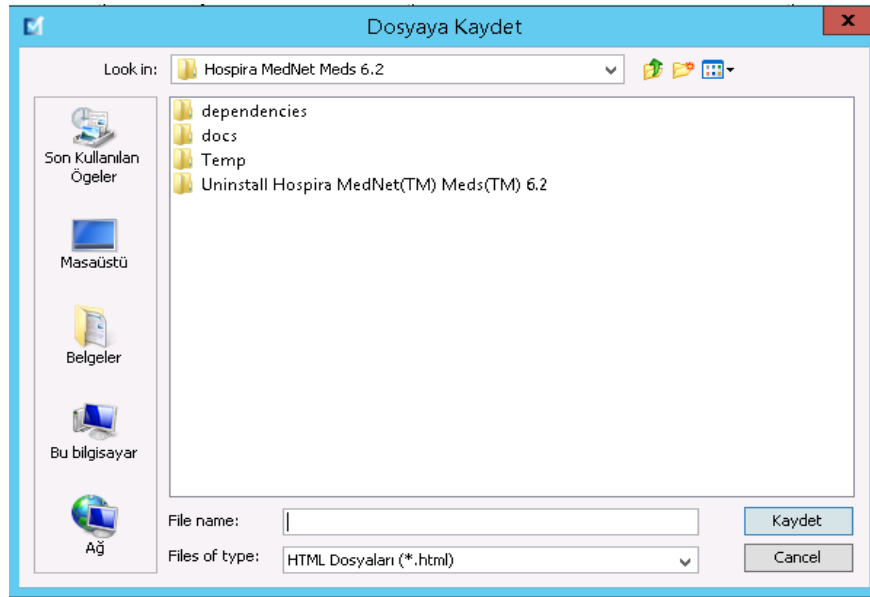 Dosyaya Kaydet
x
Look in:
Hospira MedNet Meds 6.2
dependencies
docs
Temp
Uninstall Hospira MedNet(TM) Meds(TM) 6.2
Son Kullanılan
Ögeler
Masaüstü
Belgeler
Bu bilgisayar
Ağ
File name:
Kaydet
Files of type:
HTML Dosyaları (*.html)
Cancel